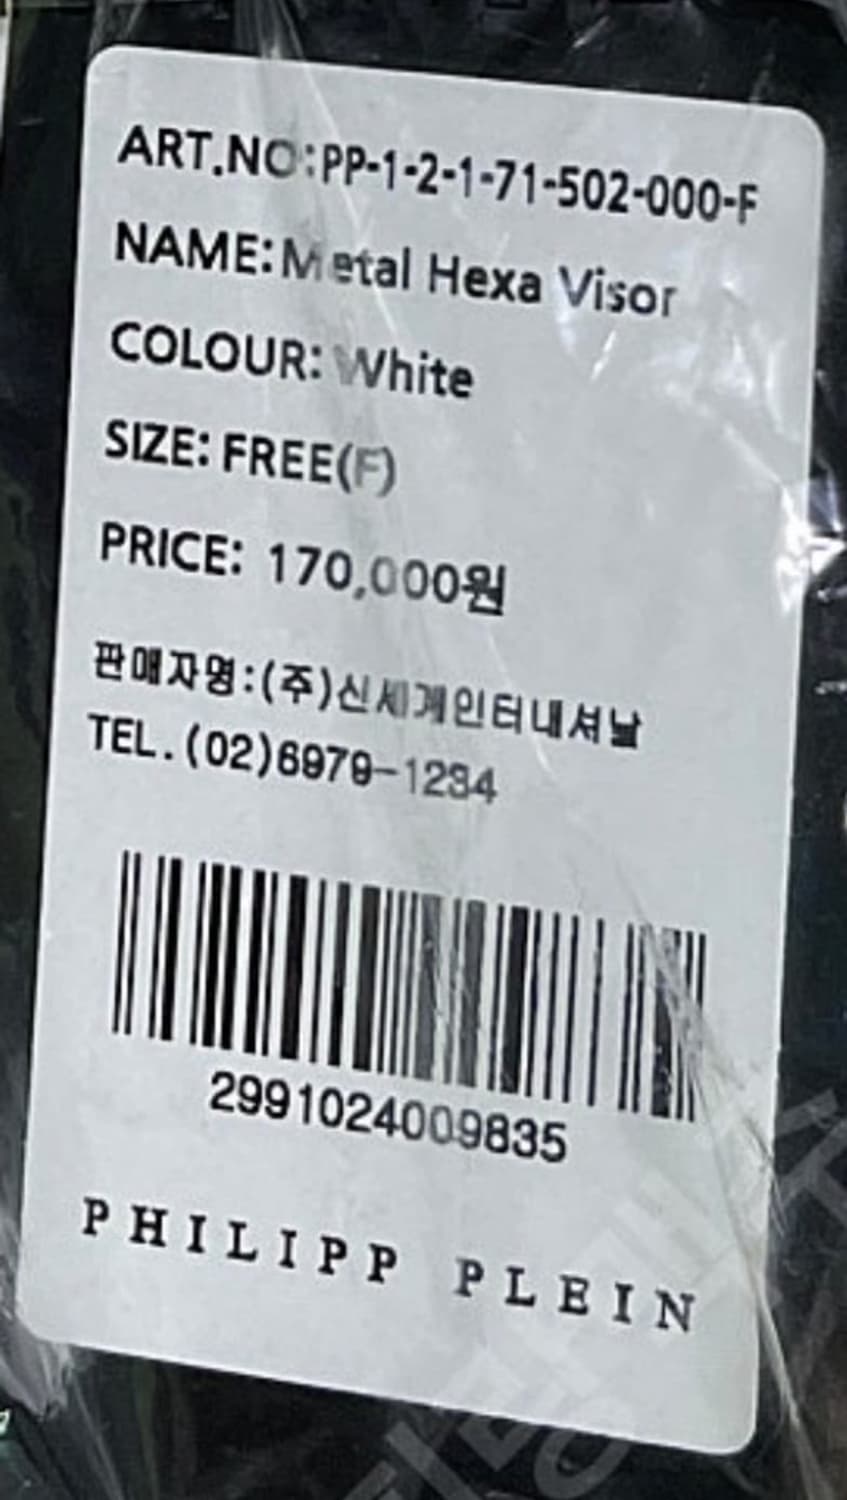 ART.NO:PP-1-2-1-71-502-000-F
NAME:Metal Hexa Visor
COLOUR: White
SIZE: FREE(F)
PRICE: 170,000원
판매자명:(주)신세계인터내셔날
TEL.(02)6979-1234
2991024009835
PHILIPP PLEIN